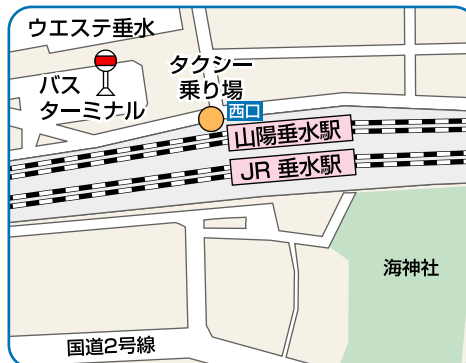 ウエステ垂水
バス
ターミナル
タクシー
乗り場
西口
山陽垂水駅
JR 垂水駅
海神社
国道2号線